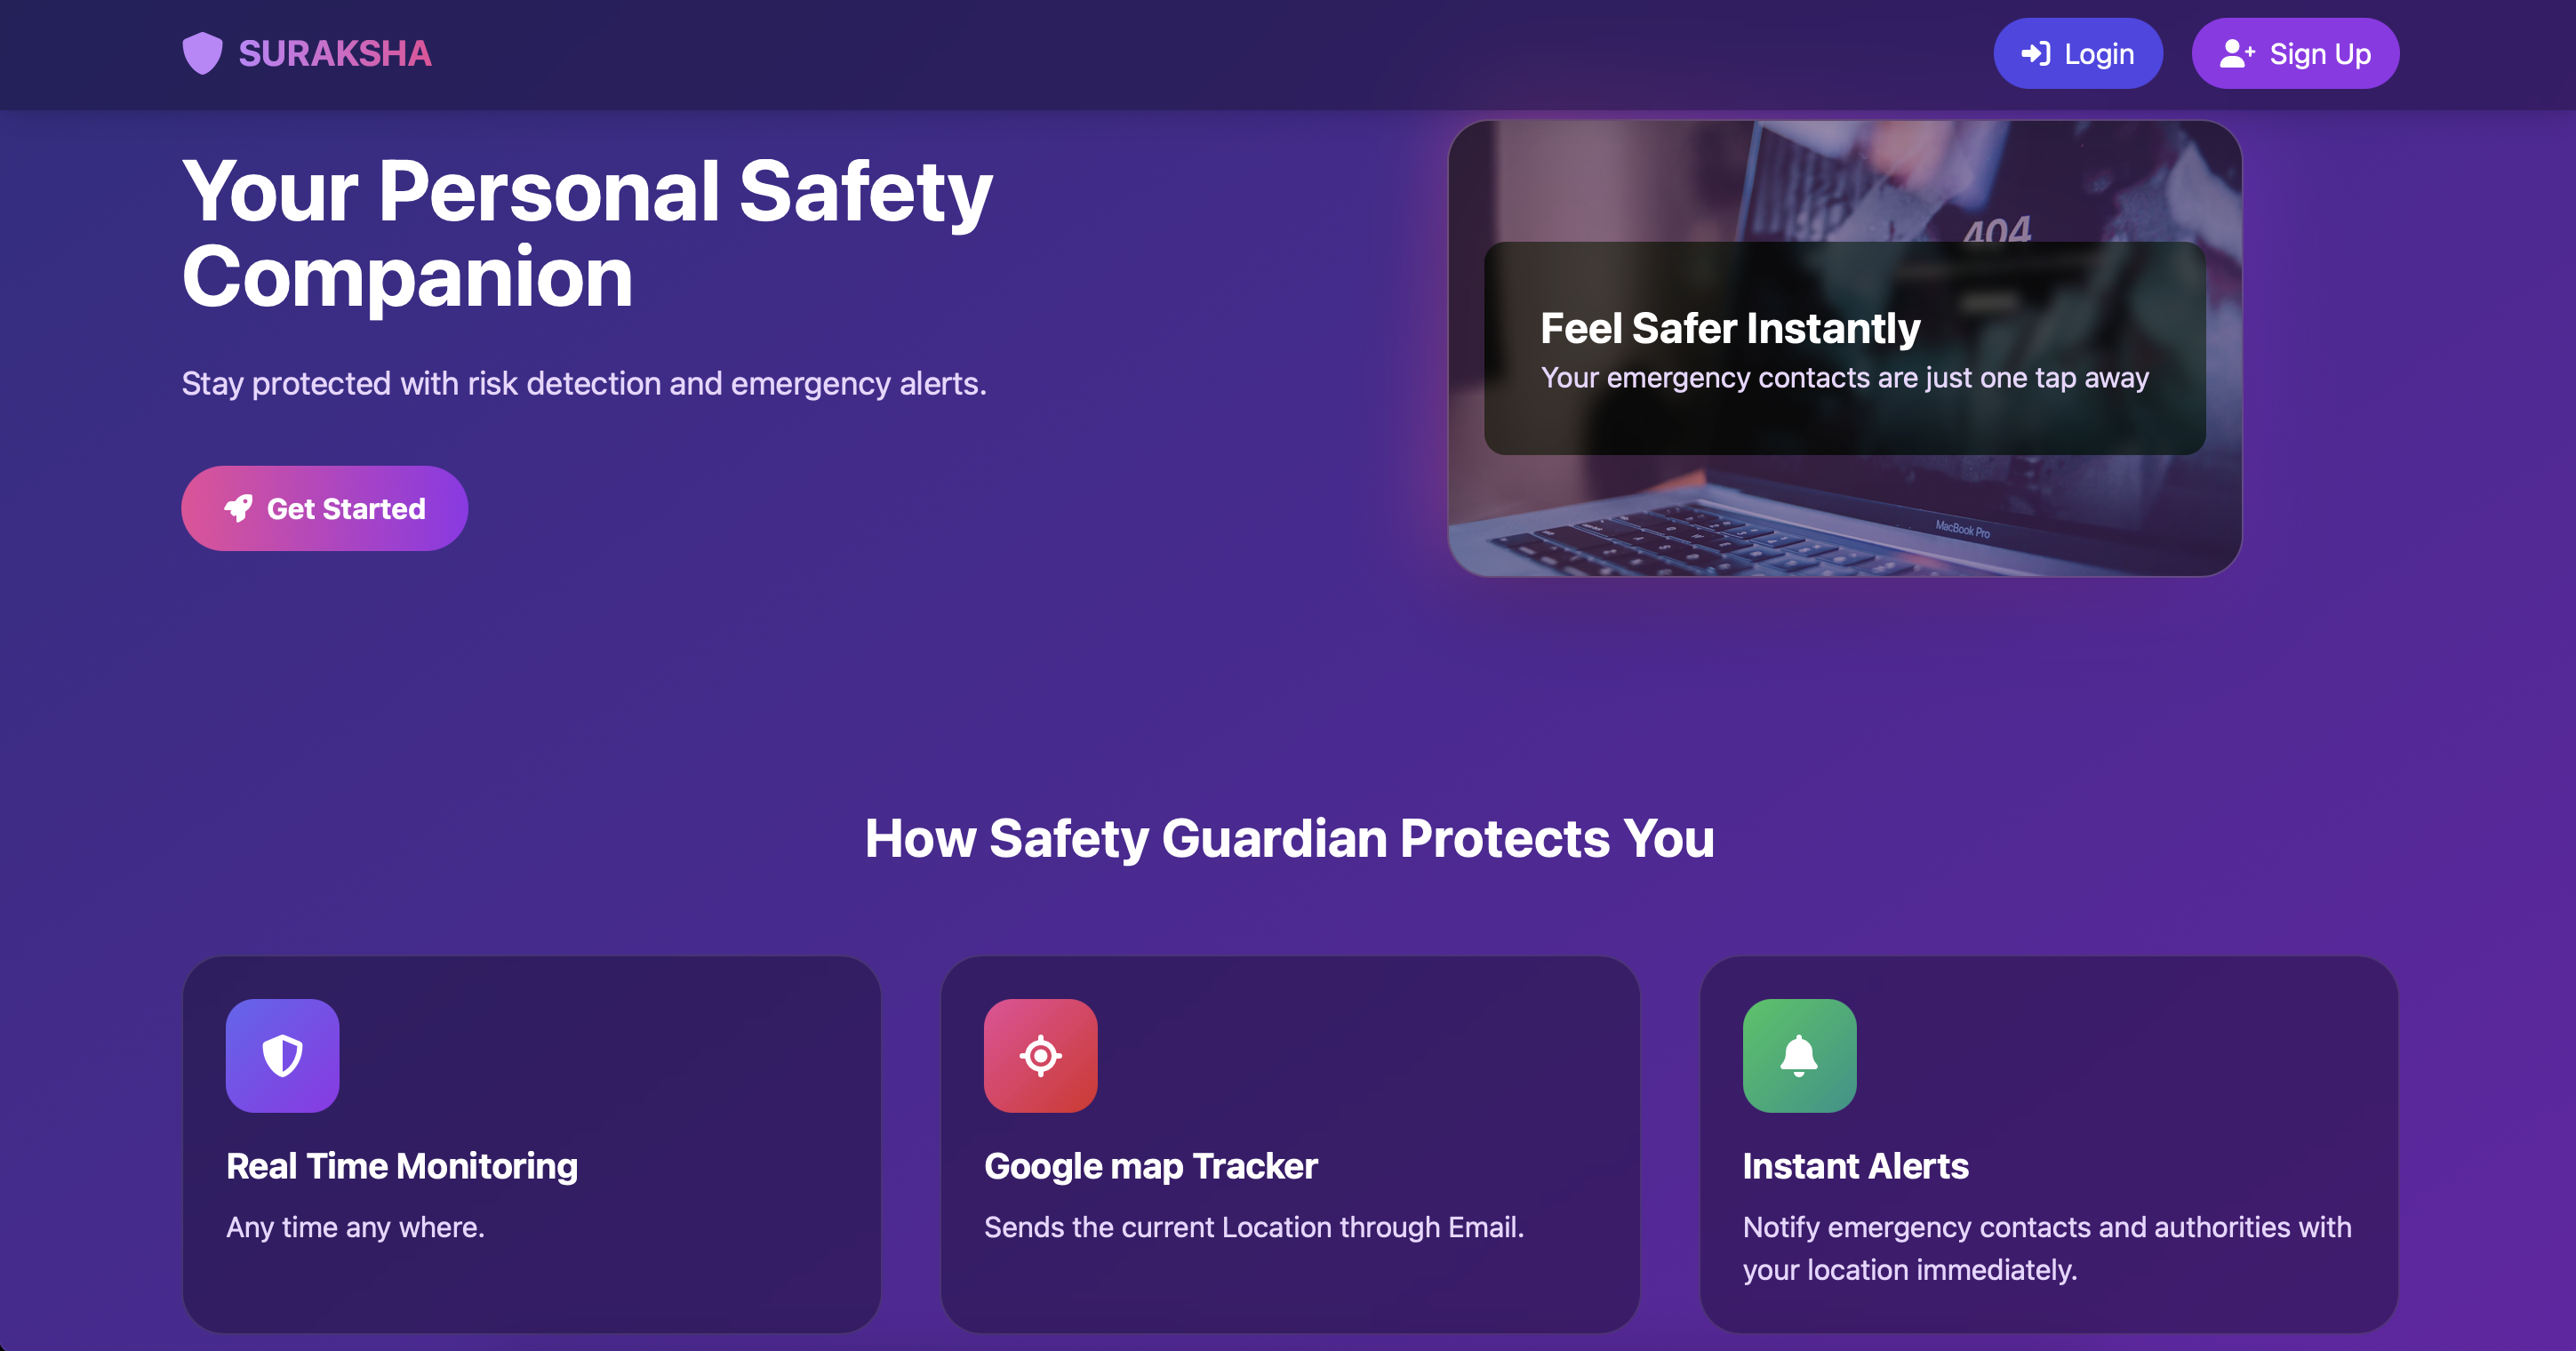 SURAKSHA
Login
Sign Up
Your Personal Safety
Companion
Stay protected with risk detection and emergency alerts.
Get Started
404
Feel Safer Instantly
Your emergency contacts are just one tap away
MacBook Pro
How Safety Guardian Protects You
Real Time Monitoring
Any time any where.
Google map Tracker
Sends the current Location through Email.
Instant Alerts
Notify emergency contacts and authorities with
your location immediately.